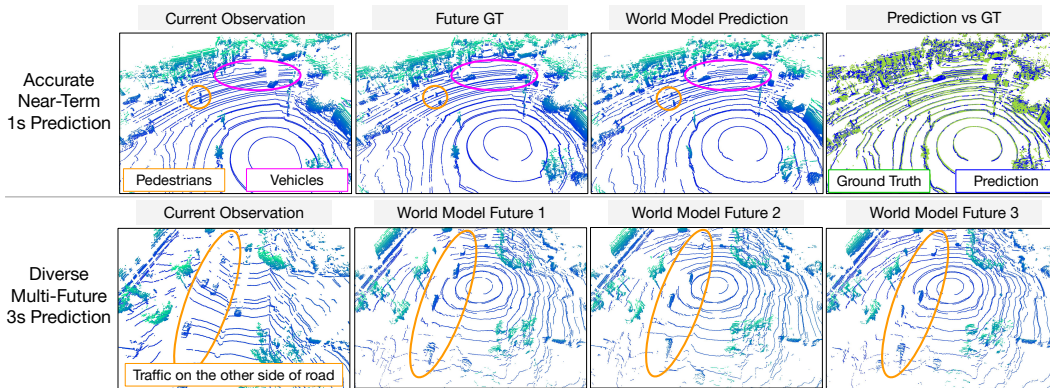 Current Observation
Future GT
World Model Prediction
Prediction vs GT
Accurate
Near-Term
1s Prediction
Pedestrians
Vehicles
Ground Truth
Prediction
Current Observation
World Model Future 1
World Model Future 2
World Model Future 3
Diverse
Multi-Future
3s Prediction
Traffic on the other side of road